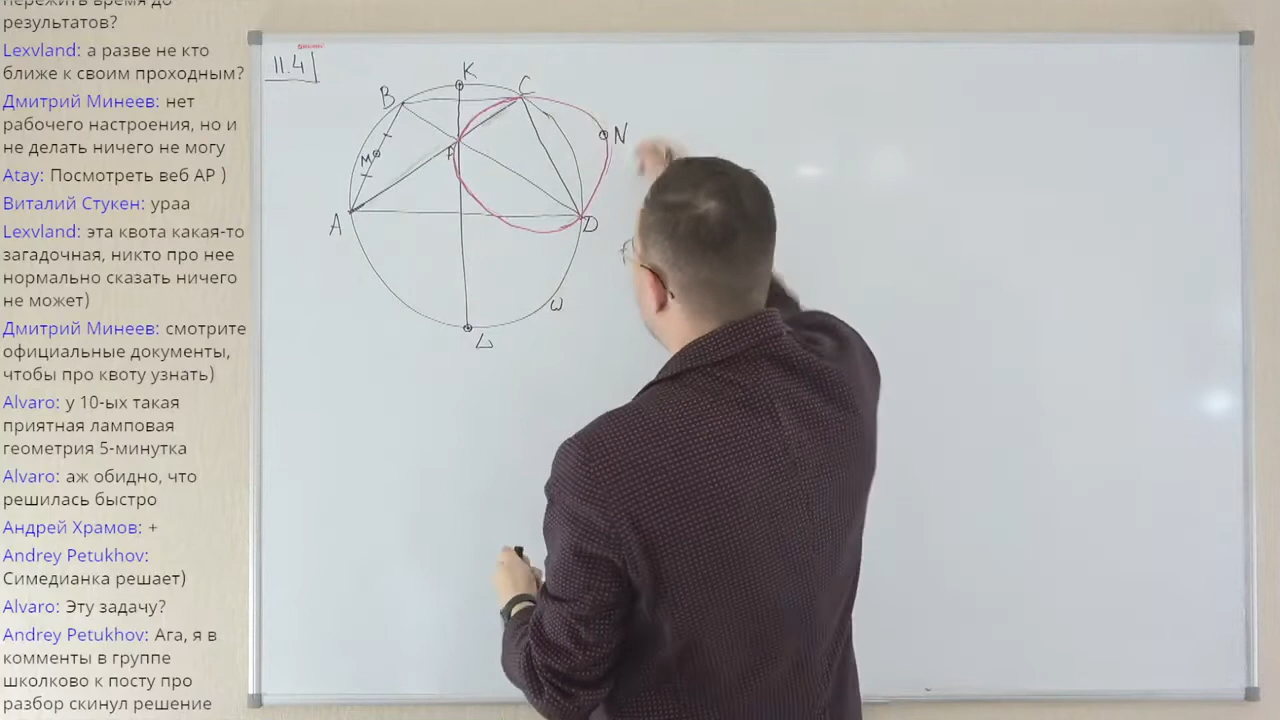 пережить время до
результатов?
Lexvland: а разве не кто
ближе к своим проходным?
Дмитрий Минеев: нет
рабочего настроения, но и
не делать ничего не могу
Atay: Посмотреть веб AP )
Виталий Стукен: ураа
Lexvland: эта квота какая-то
загадочная, никто про нее
нормально сказать ничего
не может)
Дмитрий Минеев: смотрите
официальные документы,
чтобы про квоту узнать)
Alvaro: у 10-ых такая
приятная ламповая
геометрия 5-минутка
Alvaro: аж обидно, что
решилась быстро
Андрей Храмов: +
Andrey Petukhov:
Симедианка решает)
Alvaro: Эту задачу?
Andrey Petukhov: Ага, я в
комменты в группе
школково к посту про
разбор скинул решение
11.4
K
B
C
N
M
P
A
D
ω
L